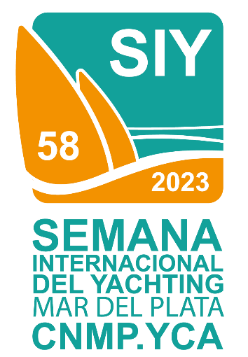 SIY
58
2023
SEMANA
INTERNACIONAL
DEL YACHTING
MAR DEL PLATA
CNMP.YCA